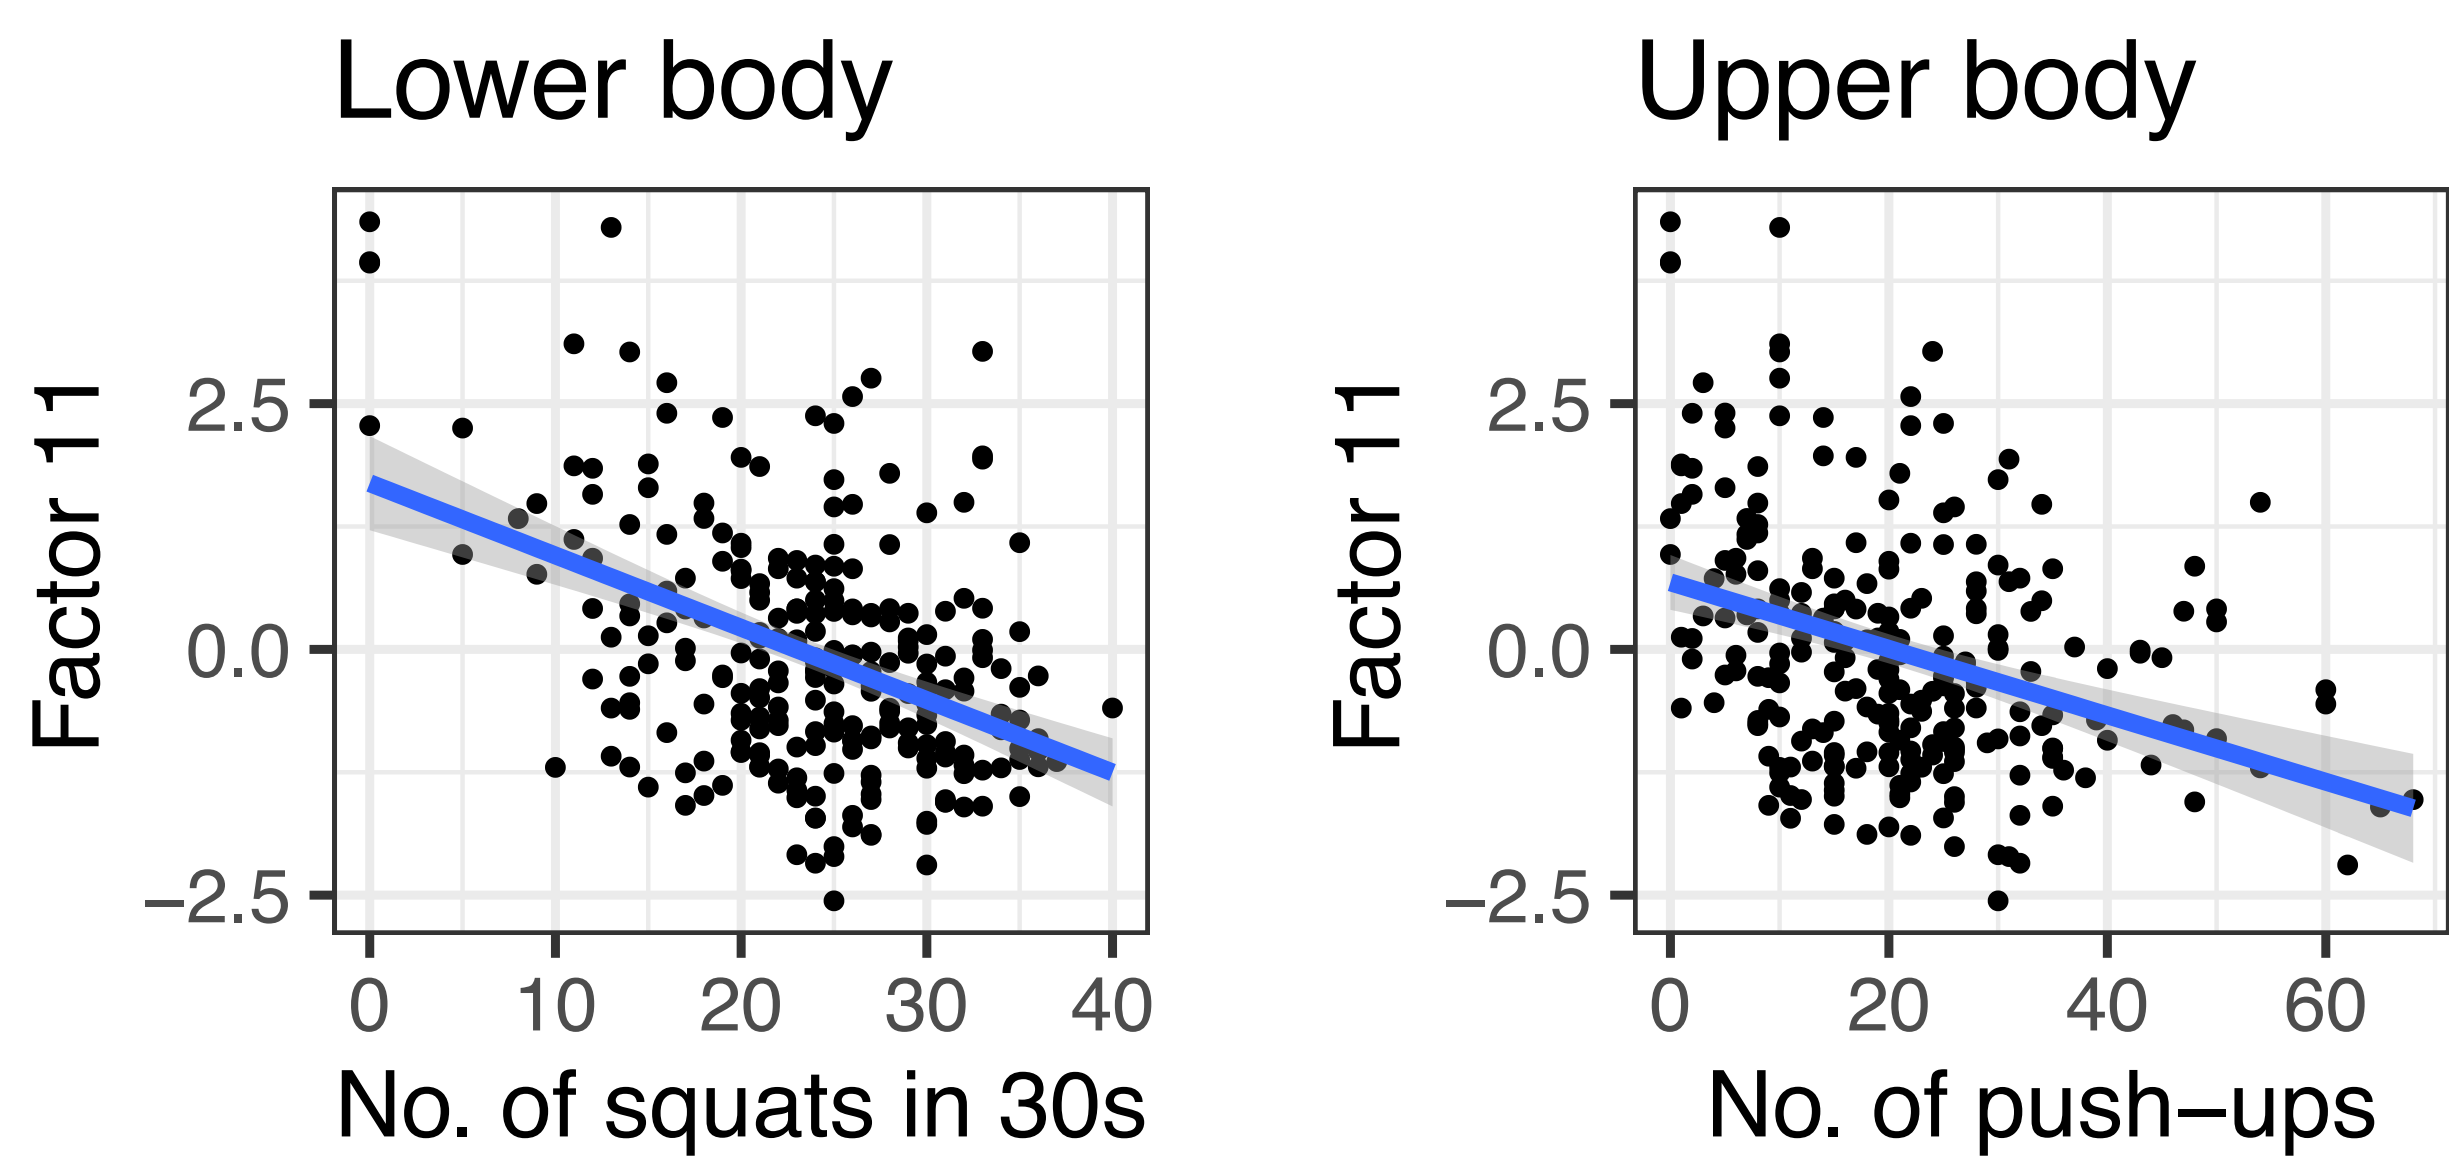 Lower body
Factor 11
2.5
0.0
−2.5
0 10 20 30 40
No. of squats in 30s
Upper body
Factor 11
2.5
0.0
−2.5
0 20 40 60
No. of push−ups